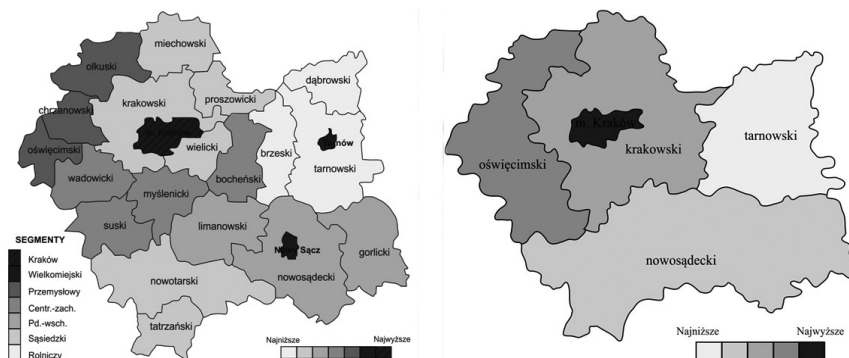 miechowski
olkuski
dąbrowski
krakowski
proszowicki
chrzanowski
m. Kraków
Tarnów
oświęcimski
wielicki
brzeski
tarnowski
wadowicki
bocheński
myślenicki
suski
limanowski
Nowy Sącz
gorlicki
nowosądecki
nowotarski
tatrzański
SEGMENTY
Kraków
Wielkomiejski
Przemysłowy
Centr.-zach.
Pd.-wsch.
Sąsiedzki
Rolniczy
Najniższe Najwyższe
m. Kraków
tarnowski
krakowski
oświęcimski
nowosądecki
Najniższe Najwyższe